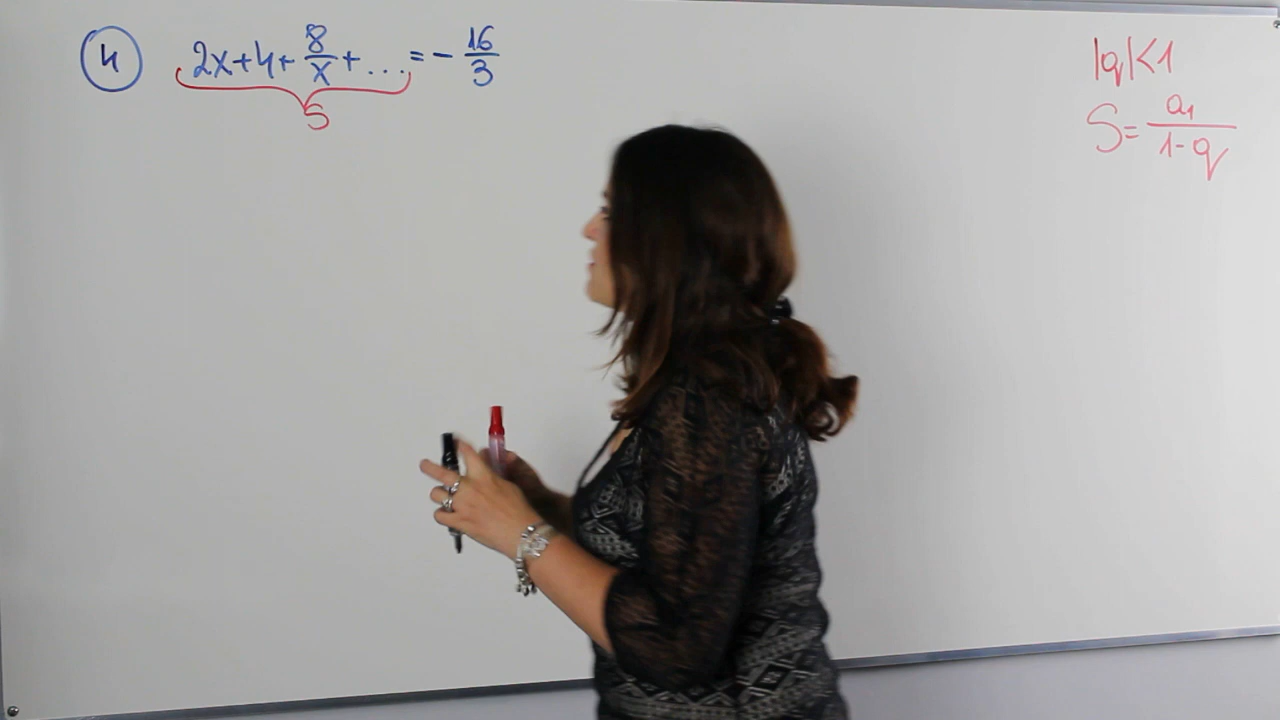 ④ 2x+4+8/x+...=-16/3
S
|q|<1
S=a₁/(1-q)